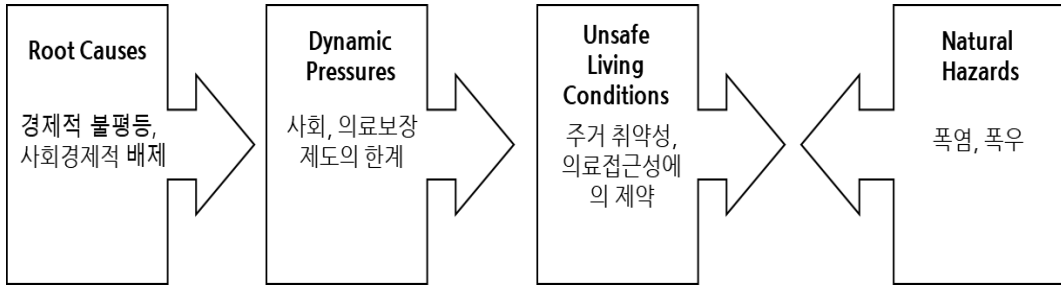 Root Causes
경제적 불평등,
사회경제적 배제
Dynamic
Pressures
사회, 의료보장
제도의 한계
Unsafe
Living
Conditions
주거 취약성,
의료접근성에
의 제약
Natural
Hazards
폭염, 폭우